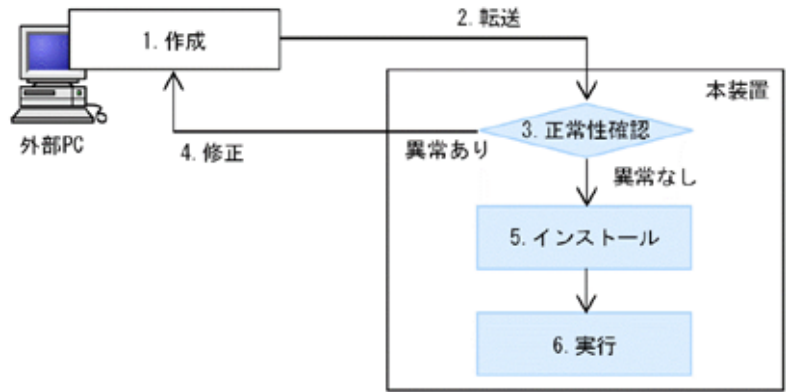 2. 転送
1. 作成
本装置
3. 正常性確認
外部PC
4. 修正
異常あり
異常なし
5. インストール
6. 実行